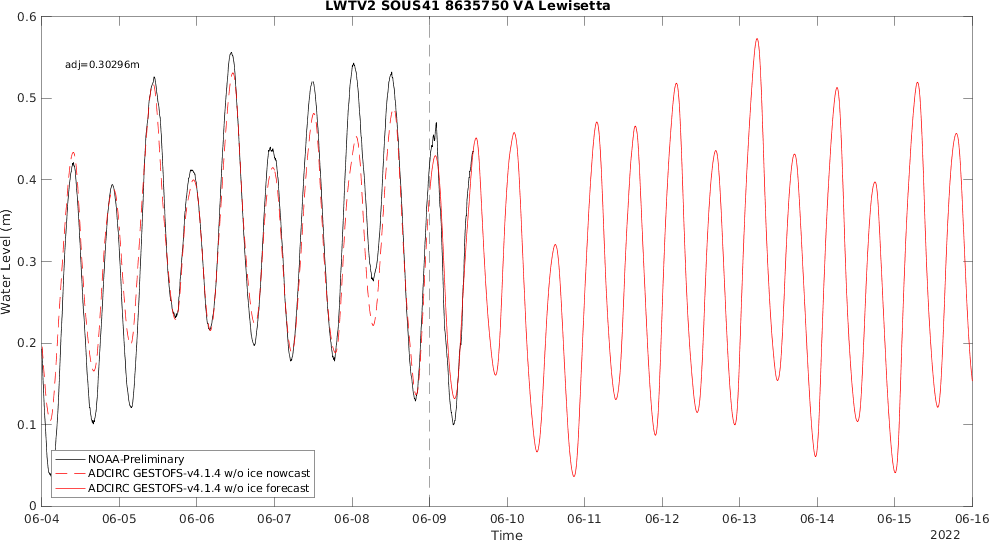 LWTV2 SOUS41 8635750 VA Lewisetta
adj=0.30296m
Water Level (m)
0.6
0.5
0.4
0.3
0.2
0.1
0
NOAA-Preliminary
ADCIRC GESTOFS-v4.1.4 w/o ice nowcast
ADCIRC GESTOFS-v4.1.4 w/o ice forecast
06-04 06-05 06-06 06-07 06-08 06-09 06-10 06-11 06-12 06-13 06-14 06-15 06-16
Time
2022